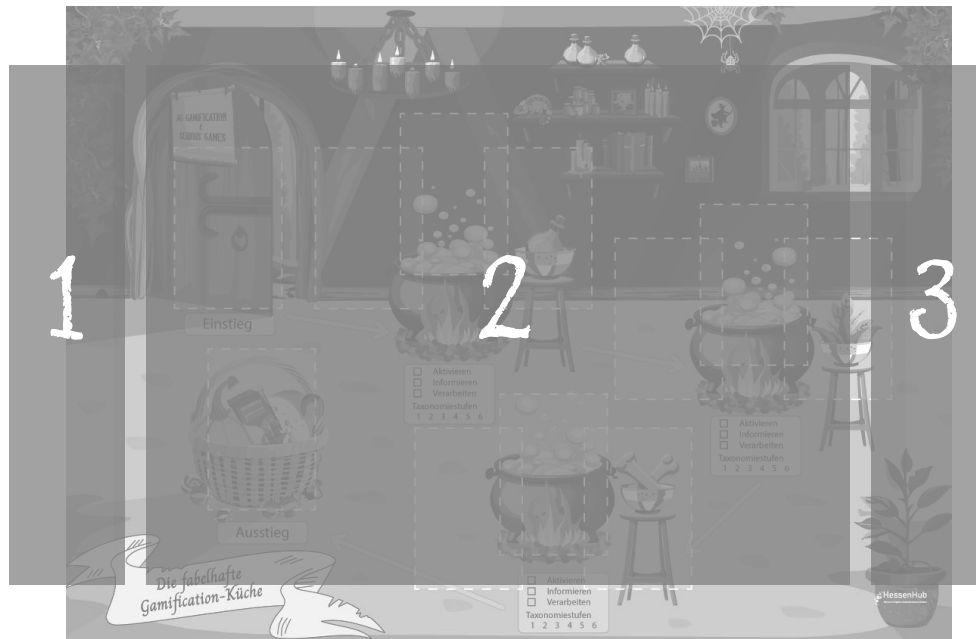 AG GAMIFICATION
&
SERIOUS GAMES
1
2
3
Einstieg
☐ Aktivieren
☐ Informieren
☐ Verarbeiten
Taxonomiestufen
1 2 3 4 5 6
☐ Aktivieren
☐ Informieren
☐ Verarbeiten
Taxonomiestufen
1 2 3 4 5 6
Ausstieg
☐ Aktivieren
☐ Informieren
☐ Verarbeiten
Taxonomiestufen
1 2 3 4 5 6
Die fabelhafte
Gamification-Küche
HessenHub